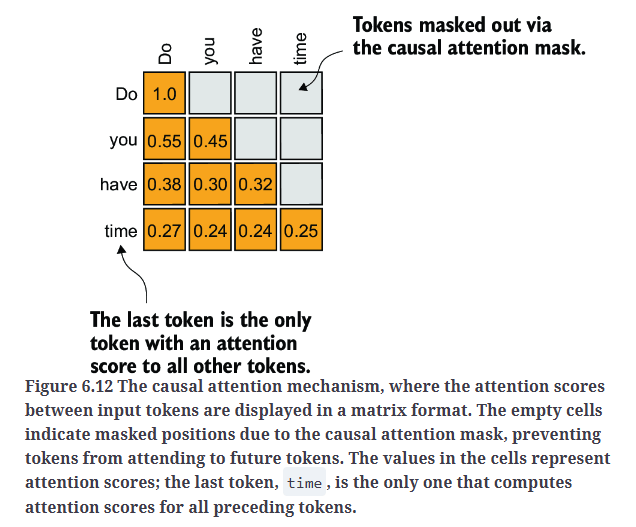 Tokens masked out via
the causal attention mask.
Do you have time
Do 1.0
you 0.55 0.45
have 0.38 0.30 0.32
time 0.27 0.24 0.24 0.25
The last token is the only
token with an attention
score to all other tokens.
Figure 6.12 The causal attention mechanism, where the attention scores
between input tokens are displayed in a matrix format. The empty cells
indicate masked positions due to the causal attention mask, preventing
tokens from attending to future tokens. The values in the cells represent
attention scores; the last token, time, is the only one that computes
attention scores for all preceding tokens.